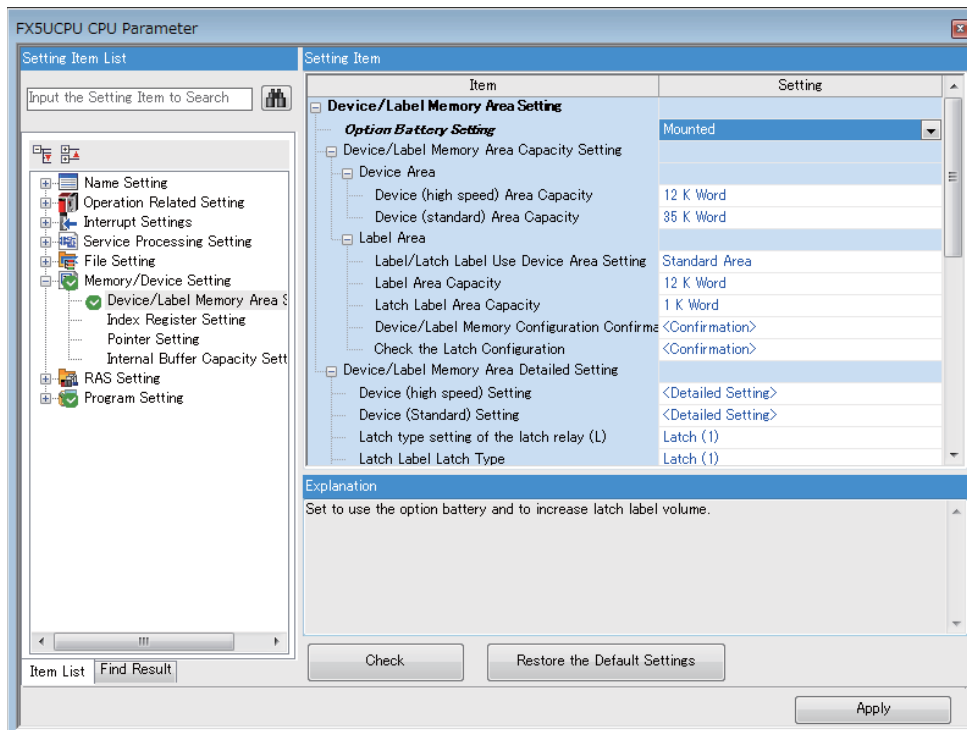 FX5UCPU CPU Parameter
Setting Item List
Input the Setting Item to Search
Name Setting
Operation Related Setting
Interrupt Settings
Service Processing Setting
File Setting
Memory/Device Setting
Device/Label Memory Area S
Index Register Setting
Pointer Setting
Internal Buffer Capacity Sett
RAS Setting
Program Setting
Item List
Find Result
Setting Item
Item Setting
Device/Label Memory Area Setting
Option Battery Setting Mounted
Device/Label Memory Area Capacity Setting
Device Area
Device (high speed) Area Capacity 12 K Word
Device (standard) Area Capacity 35 K Word
Label Area
Label/Latch Label Use Device Area Setting Standard Area
Label Area Capacity 12 K Word
Latch Label Area Capacity 1 K Word
Device/Label Memory Configuration Confirma <Confirmation>
Check the Latch Configuration <Confirmation>
Device/Label Memory Area Detailed Setting
Device (high speed) Setting <Detailed Setting>
Device (Standard) Setting <Detailed Setting>
Latch type setting of the latch relay (L) Latch (1)
Latch Label Latch Type Latch (1)
Explanation
Set to use the option battery and to increase latch label volume.
Check
Restore the Default Settings
Apply